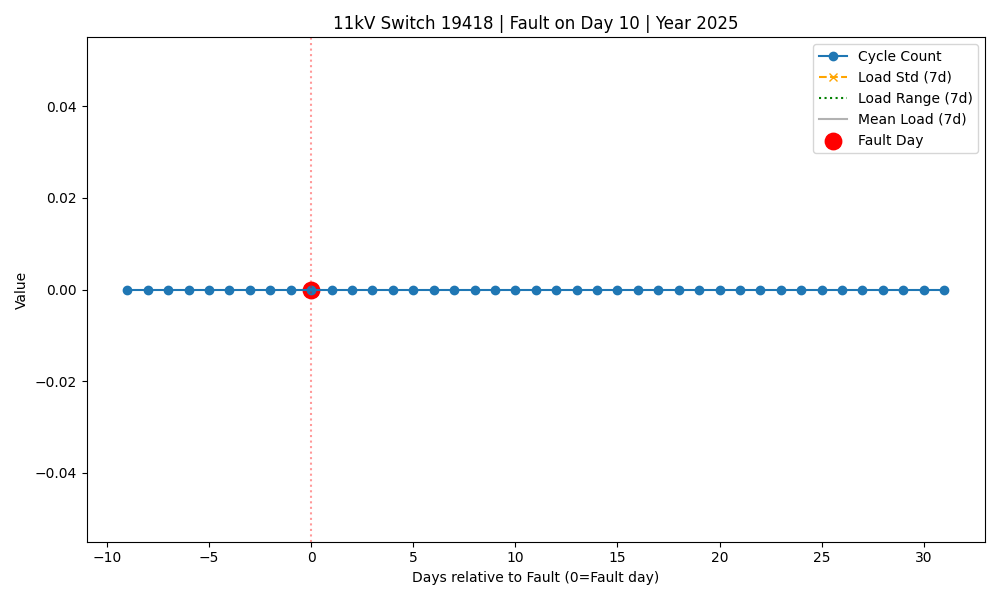 11kV Switch 19418 | Fault on Day 10 | Year 2025
Cycle Count
Load Std (7d)
Load Range (7d)
Mean Load (7d)
Fault Day
0.04
0.02
0.00
−0.02
−0.04
Value
−10
−5
0
5
10
15
20
25
30
Days relative to Fault (0=Fault day)